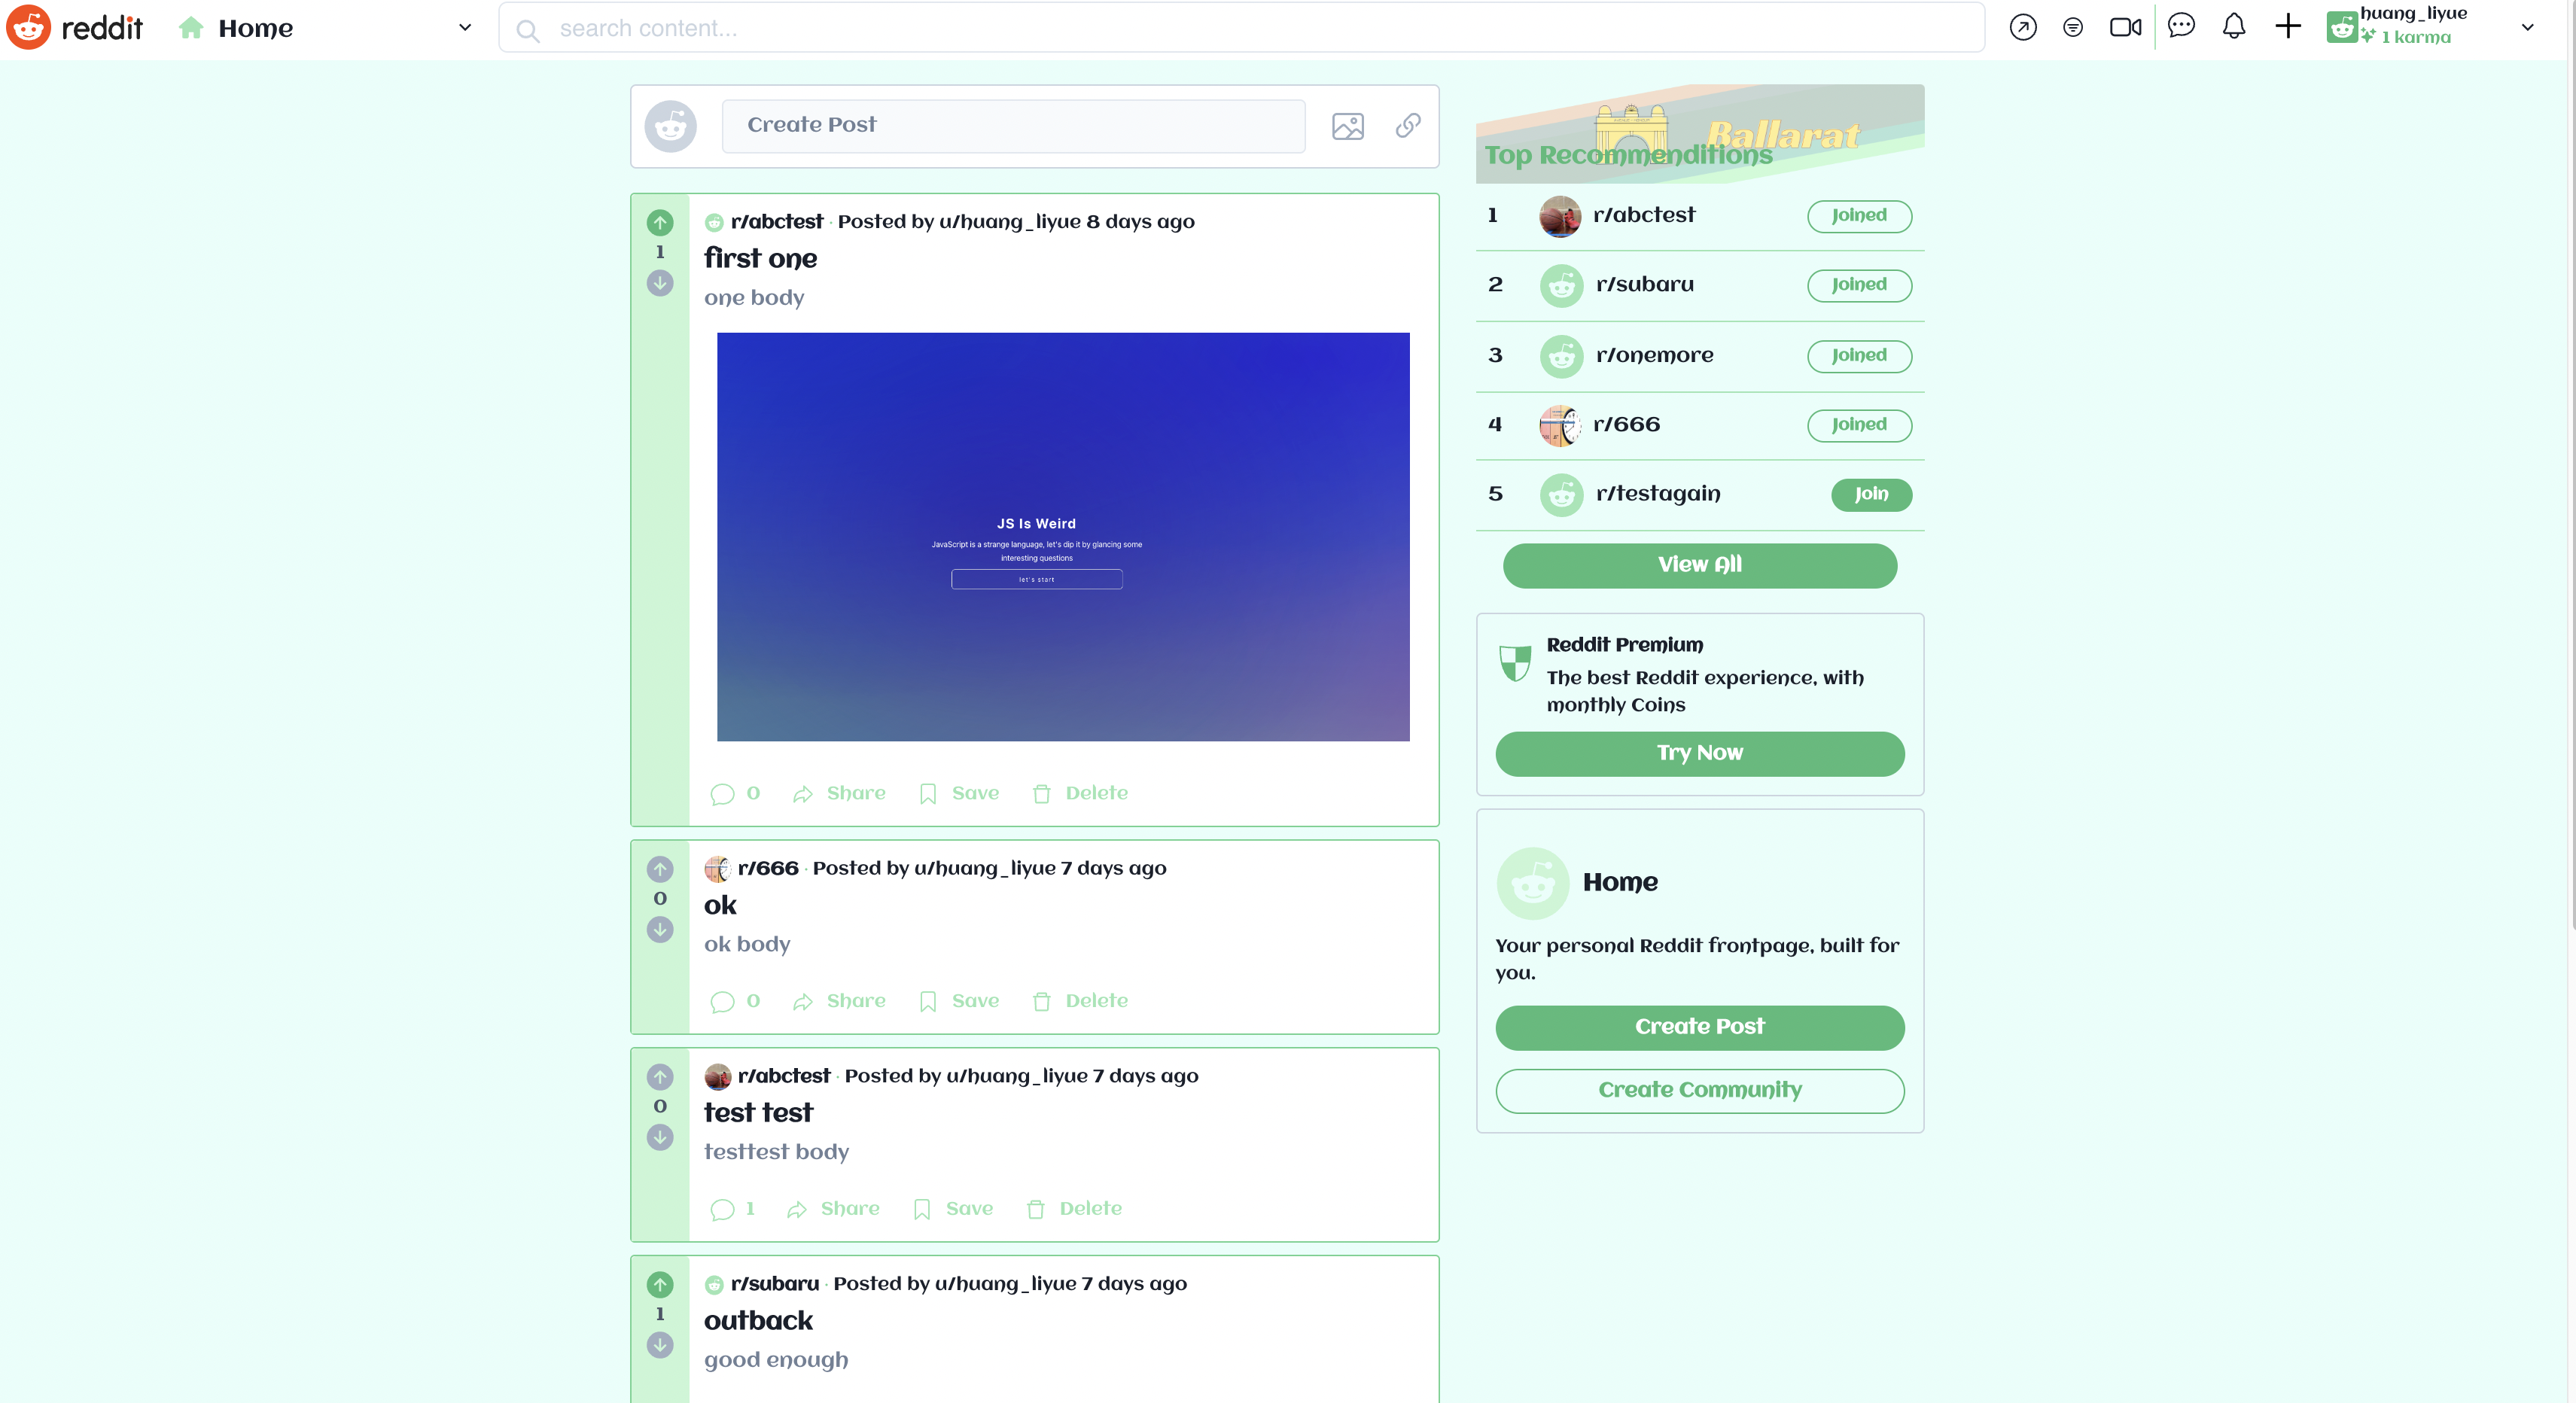 reddit
Home
search content...
huang_liyue
1 karma
Create Post
r/abctest · Posted by u/huang_liyue 8 days ago
1
first one
one body
JS Is Weird
JavaScript is a strange language, let's dip it by glancing some
interesting questions
let's start
0 Share Save Delete
r/666 · Posted by u/huang_liyue 7 days ago
0
ok
ok body
0 Share Save Delete
r/abctest · Posted by u/huang_liyue 7 days ago
0
test test
testtest body
1 Share Save Delete
r/subaru · Posted by u/huang_liyue 7 days ago
1
outback
good enough
Ballarat
Top Recommenditions
1 r/abctest Joined
2 r/subaru Joined
3 r/onemore Joined
4 r/666 Joined
5 r/testagain Join
View All
Reddit Premium
The best Reddit experience, with
monthly Coins
Try Now
Home
Your personal Reddit frontpage, built for
you.
Create Post
Create Community